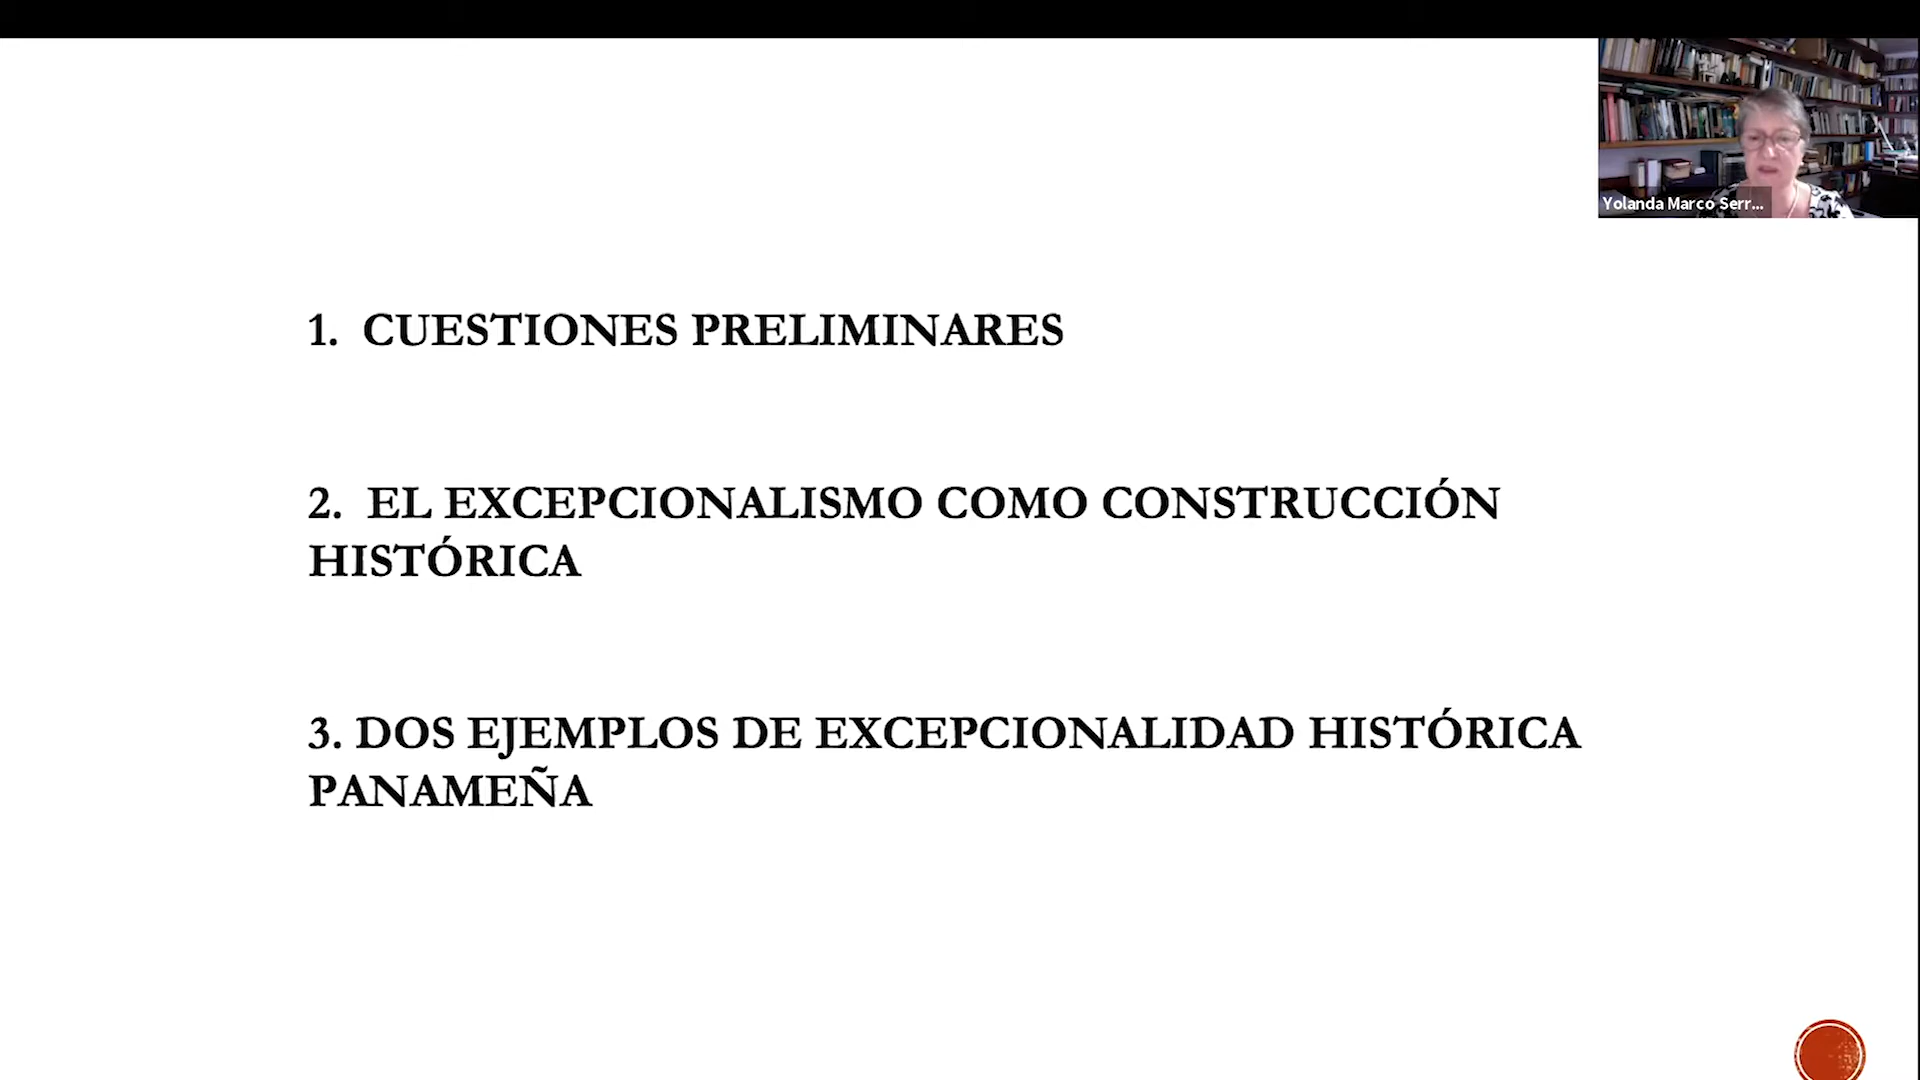 Yolanda Marco Serr...
1. CUESTIONES PRELIMINARES
2. EL EXCEPCIONALISMO COMO CONSTRUCCIÓN
HISTÓRICA
3. DOS EJEMPLOS DE EXCEPCIONALIDAD HISTÓRICA
PANAMEÑA